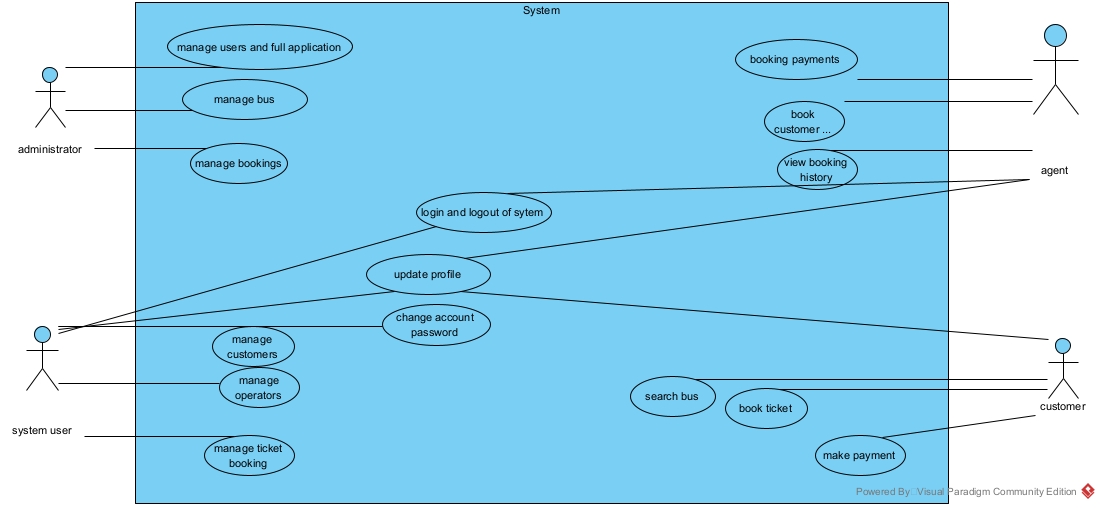 System
manage users and full application
booking payments
manage bus
book
customer ...
administrator
manage bookings
view booking
history
agent
login and logout of sytem
update profile
change account
password
manage
customers
manage
operators
search bus
book ticket
customer
system user
manage ticket
booking
make payment
Powered By Visual Paradigm Community Edition